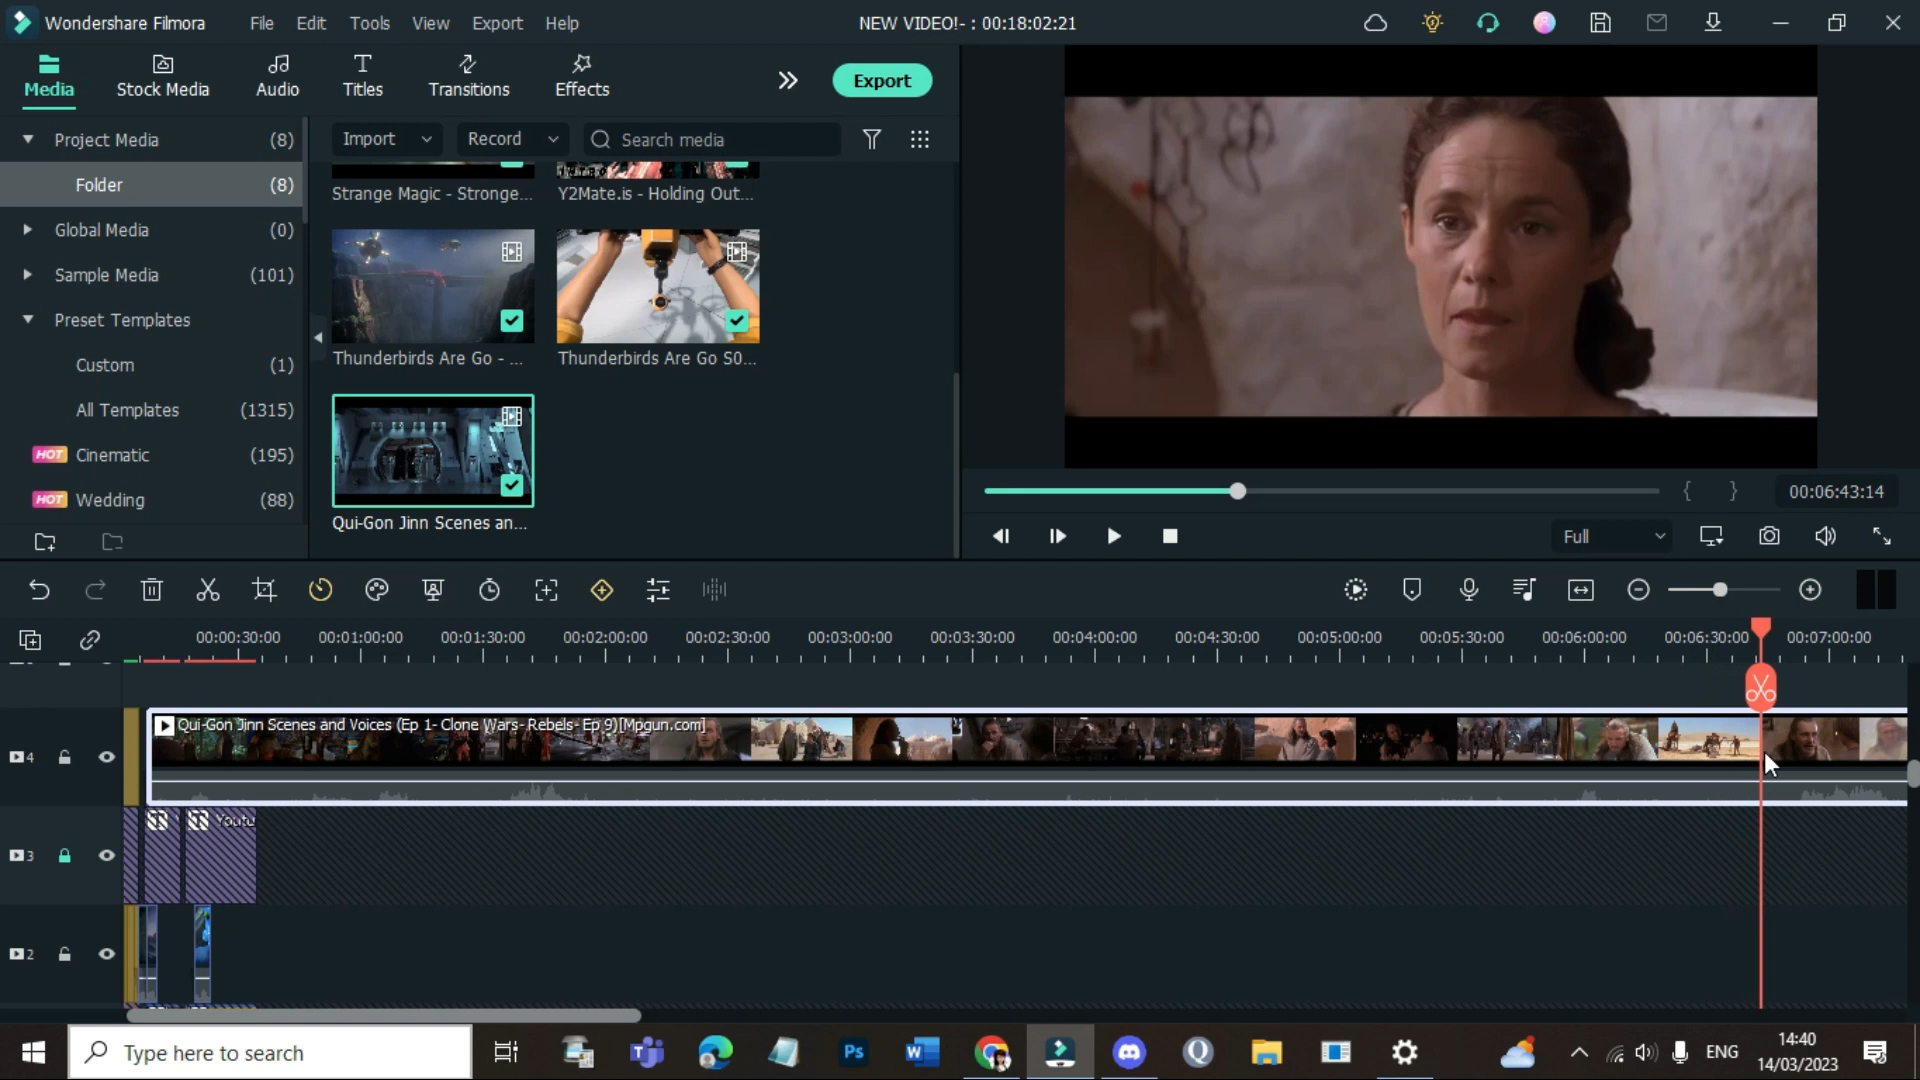 Wondershare Filmora File Edit Tools View Export Help NEW VIDEO!- : 00:18:02:21
Media Stock Media Audio Titles Transitions Effects Export
Project Media (8)
Folder (8)
Global Media (0)
Sample Media (101)
Preset Templates
Custom (1)
All Templates (1315)
HOT Cinematic (195)
HOT Wedding (88)
Import Record Search media
Strange Magic - Stronge... Y2Mate.is - Holding Out...
Thunderbirds Are Go - ... Thunderbirds Are Go S0...
Qui-Gon Jinn Scenes an...
{ } 00:06:43:14
Full
00:00:30:00 00:01:00:00 00:01:30:00 00:02:00:00 00:02:30:00 00:03:00:00 00:03:30:00 00:04:00:00 00:04:30:00 00:05:00:00 00:05:30:00 00:06:00:00 00:06:30:00 00:07:00:00
4 Qui-Gon Jinn Scenes and Voices (Ep 1- Clone Wars- Rebels- Ep 9)[Mpgun.com]
3 Youtu
2
Type here to search Ps W ENG 14:40
14/03/2023